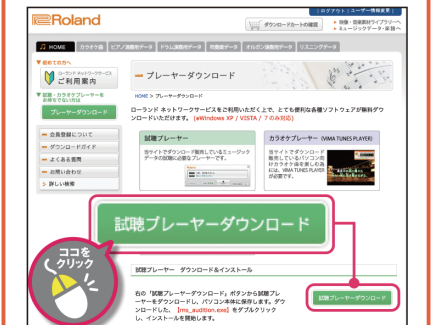 | ログアウト | ユーザー情報変更 |
Roland
ダウンロードカートの確認
▸ 映像・音楽素材ライブラリーへ
▸ ミュージックデータ・楽譜へ
HOME カラオケ曲 ピアノ演奏用データ ドラム演奏用データ 吹奏用データ オルガン演奏用データ リスニングデータ
初めての方へ
ローランド ネットワークサービス
ご利用案内
試聴・カラオケプレーヤーを
お持ちでない方は
プレーヤーダウンロード
会員登録について
ダウンロードガイド
よくある質問
お問い合わせ
詳しい検索
プレーヤーダウンロード
HOME > プレーヤーダウンロード
ローランド ネットワークサービスをご利用いただく上で、とても便利な各種ソフトウェアが無料ダウ
ンロードいただけます。(※Windows XP / VISTA / 7 のみ対応)
試聴プレーヤー
当サイトでダウンロード販売しているミュージック
データの試聴に必要なプレーヤーです。
カラオケプレーヤー (VIMA TUNES PLAYER)
当サイトでダウンロード
販売しているパソコン向
けカラオケ曲を楽しむ為
には、VIMA TUNES PLAYER
が必要です。
試聴プレーヤーダウンロード
ココを
クリック
試聴プレーヤー ダウンロード&インストール
右の「試聴プレーヤーダウンロード」ボタンから試聴プレ
ーヤーをダウンロードし、パソコン本体に保存します。ダウ
ンロードした、【ms_audition.exe】をダブルクリック
し、インストールを開始します。
試聴プレーヤーダウンロード